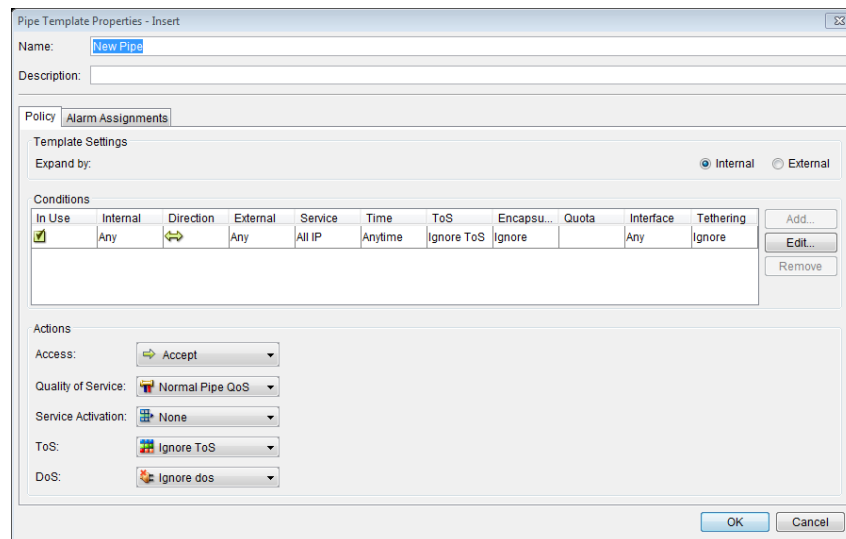 Pipe Template Properties - Insert
Name: New Pipe
Description:
Policy Alarm Assignments
Template Settings
Expand by: Internal External
Conditions
In Use Internal Direction External Service Time ToS Encapsu... Quota Interface Tethering Add...
Any Any All IP Anytime Ignore ToS Ignore Any Ignore Edit...
Remove
Actions
Access: Accept
Quality of Service: Normal Pipe QoS
Service Activation: None
ToS: Ignore ToS
DoS: Ignore dos
OK Cancel